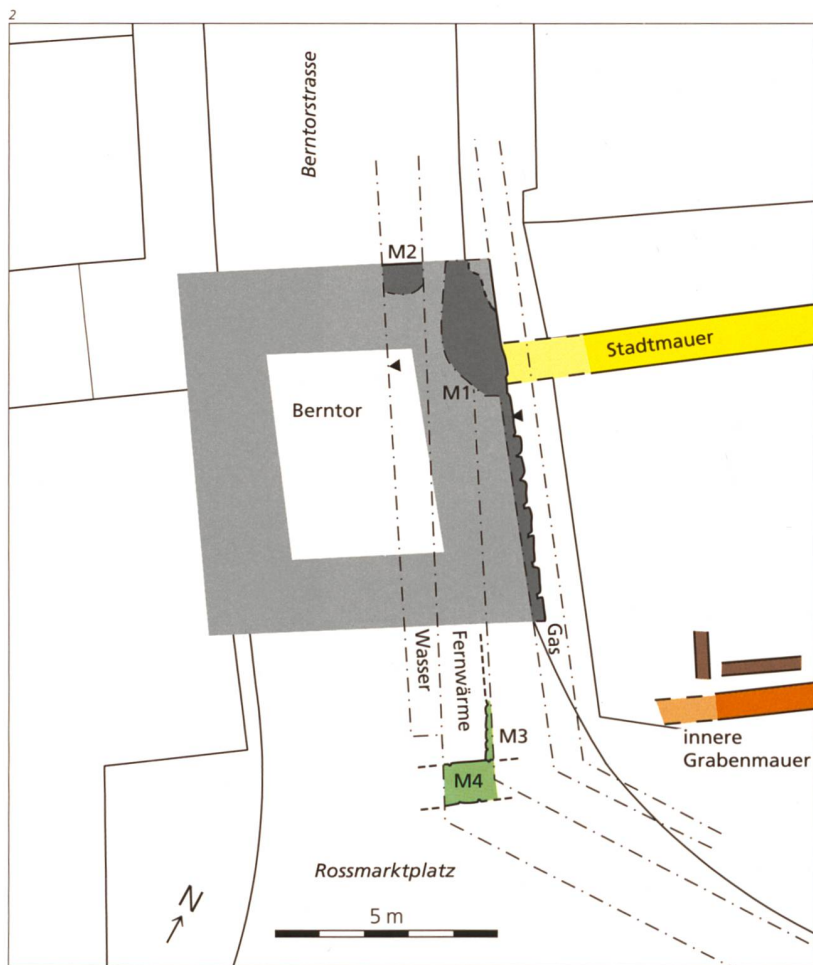 2
Berntorstrasse
M2
Stadtmauer
M1
Berntor
Wasser
Fernwärme
Gas
M3
innere
Grabenmauer
M4
Rossmarktplatz
N
5 m